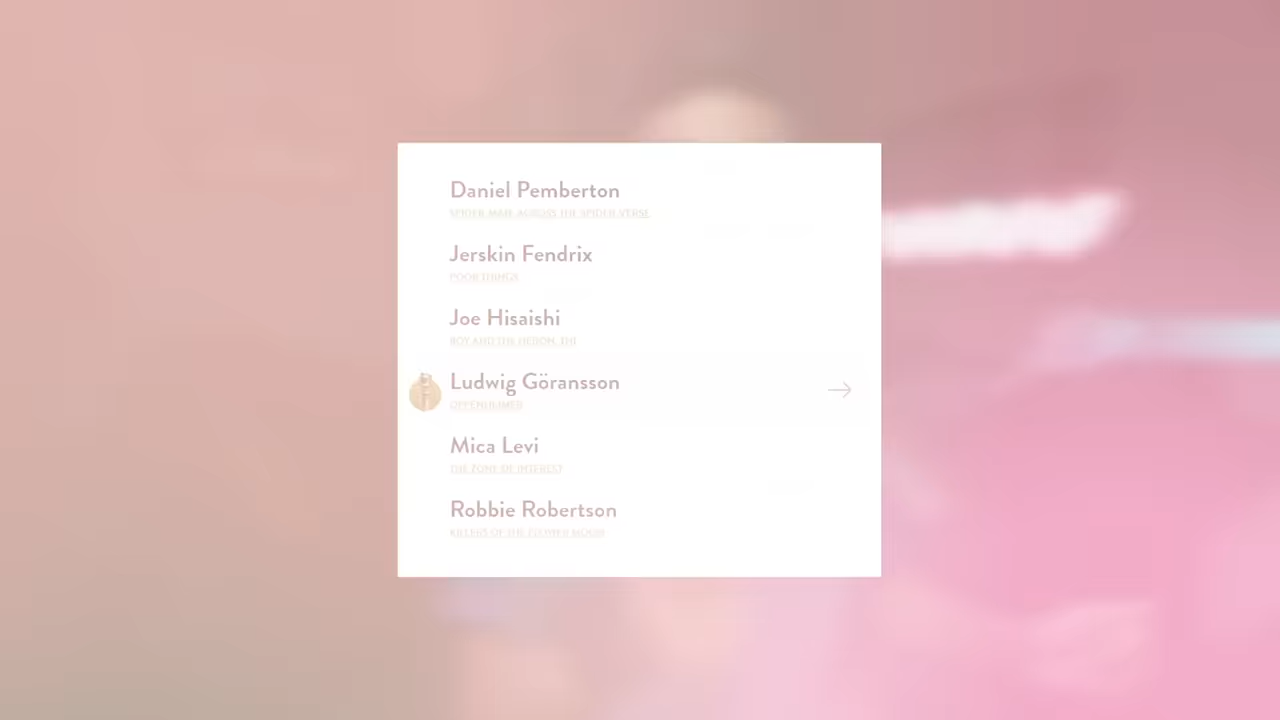 Daniel Pemberton
SPIDER-MAN: ACROSS THE SPIDER-VERSE
Jerskin Fendrix
POOR THINGS
Joe Hisaishi
BOY AND THE HERON, THE
Ludwig Göransson
OPPENHEIMER
Mica Levi
THE ZONE OF INTEREST
Robbie Robertson
KILLERS OF THE FLOWER MOON